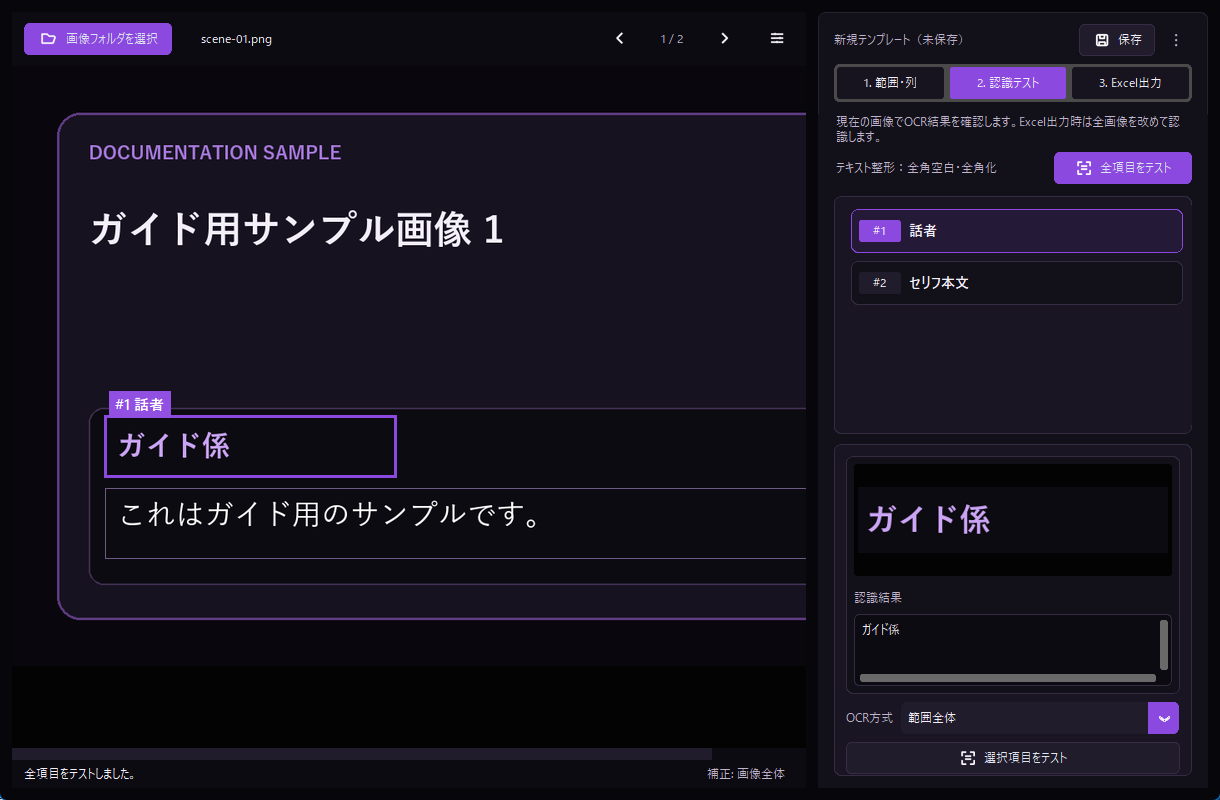 画像フォルダを選択
scene-01.png
1 / 2
DOCUMENTATION SAMPLE
ガイド用サンプル画像 1
#1 話者
ガイド係
これはガイド用のサンプルです。
全項目をテストしました。
補正: 画像全体
新規テンプレート（未保存）
保存
1. 範囲・列
2. 認識テスト
3. Excel出力
現在の画像でOCR結果を確認します。Excel出力時は全画像を改めて認
識します。
テキスト整形：全角空白・全角化
全項目をテスト
#1 話者
#2 セリフ本文
ガイド係
認識結果
ガイド係
OCR方式
範囲全体
選択項目をテスト